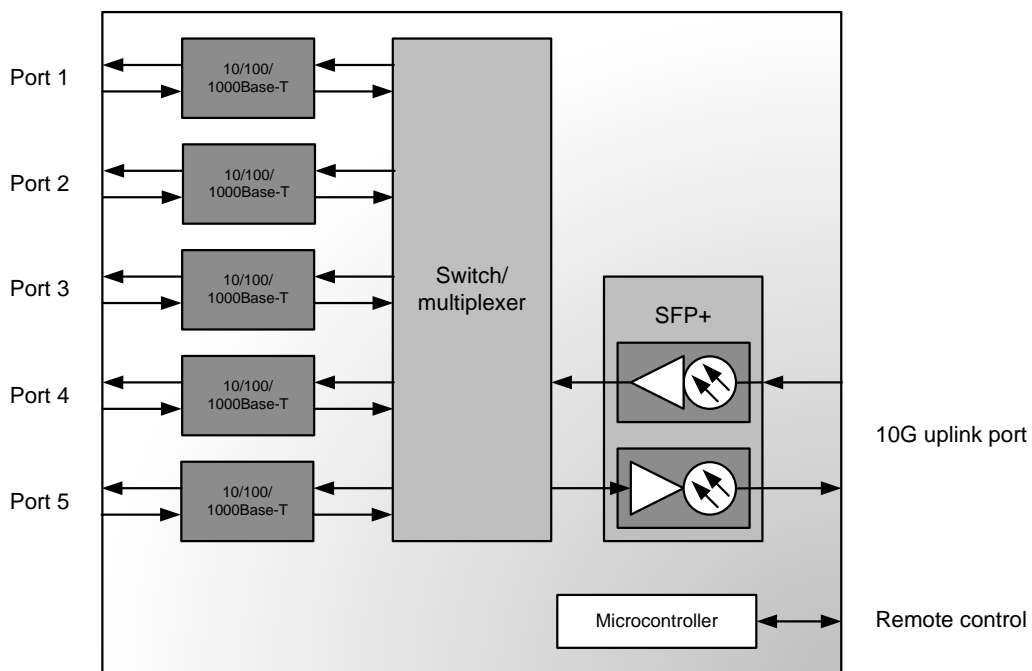 Port 1
10/100/
1000Base-T
Port 2
10/100/
1000Base-T
Port 3
10/100/
1000Base-T
Port 4
10/100/
1000Base-T
Port 5
10/100/
1000Base-T
Switch/
multiplexer
SFP+
10G uplink port
Microcontroller
Remote control